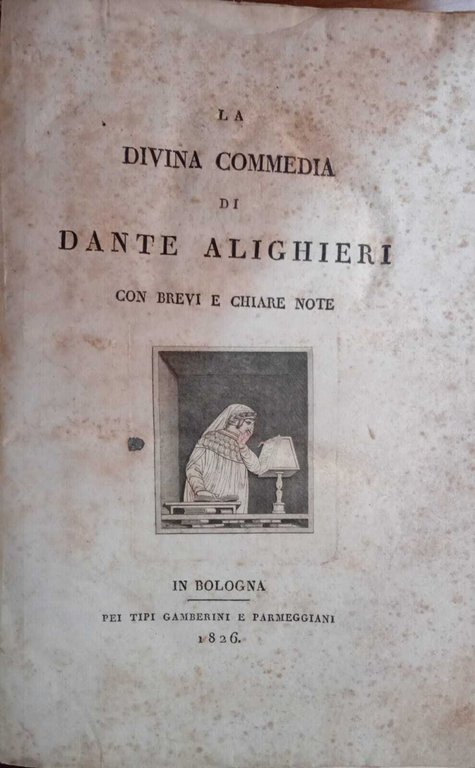 LA
DIVINA COMMEDIA
DI
DANTE ALIGHIERI
CON BREVI E CHIARE NOTE
IN BOLOGNA
PEI TIPI GAMBERINI E PARMEGGIANI
1826.